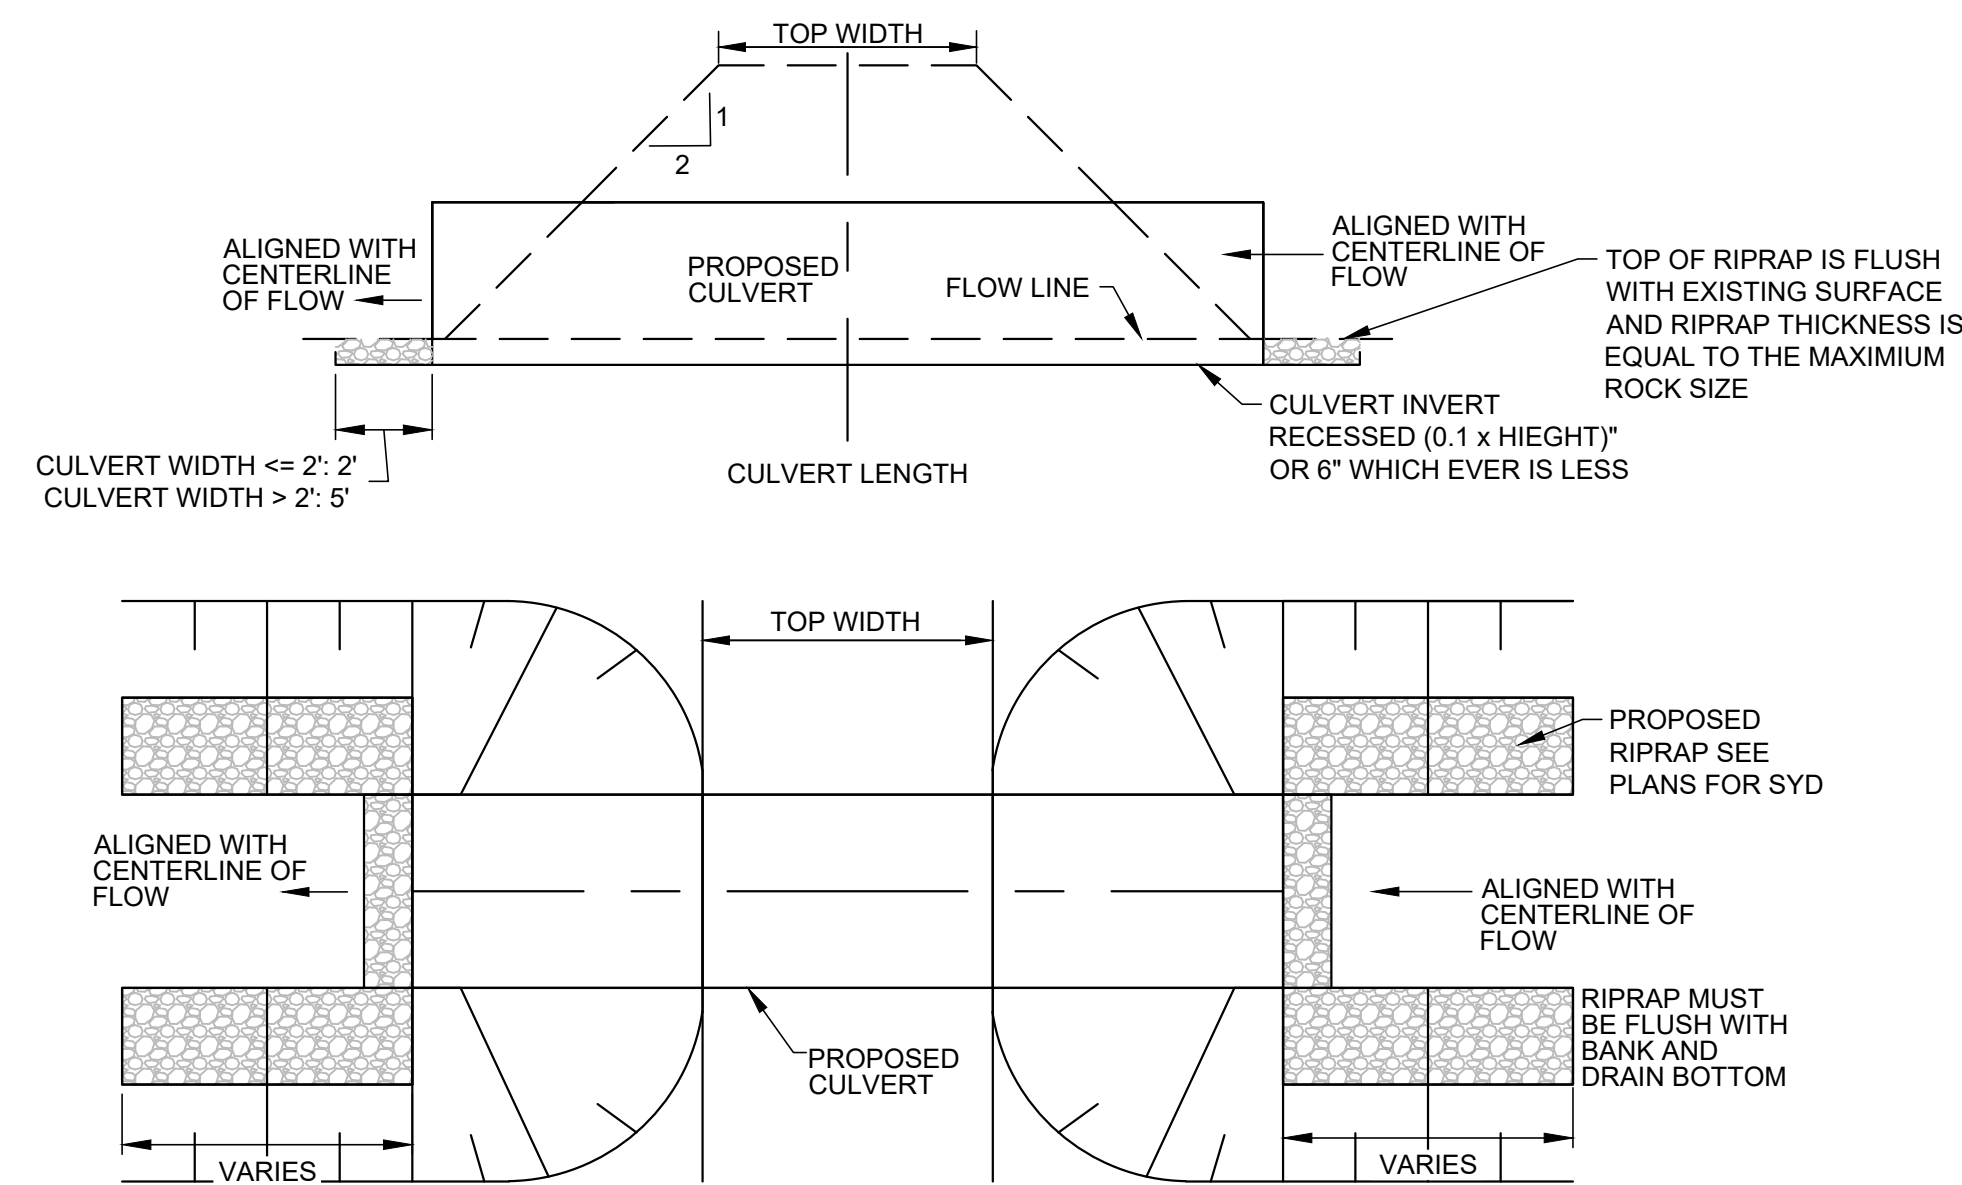 TOP WIDTH
1
2
ALIGNED WITH
CENTERLINE
OF FLOW
PROPOSED
CULVERT
FLOW LINE
ALIGNED WITH
CENTERLINE OF
FLOW
TOP OF RIPRAP IS FLUSH
WITH EXISTING SURFACE
AND RIPRAP THICKNESS IS
EQUAL TO THE MAXIMIUM
ROCK SIZE
CULVERT INVERT
RECESSED (0.1 x HIEGHT)"
OR 6" WHICH EVER IS LESS
CULVERT WIDTH <= 2': 2'
CULVERT WIDTH > 2': 5'
CULVERT LENGTH
TOP WIDTH
PROPOSED
RIPRAP SEE
PLANS FOR SYD
ALIGNED WITH
CENTERLINE OF
FLOW
ALIGNED WITH
CENTERLINE OF
FLOW
RIPRAP MUST
BE FLUSH WITH
BANK AND
DRAIN BOTTOM
PROPOSED
CULVERT
VARIES
VARIES